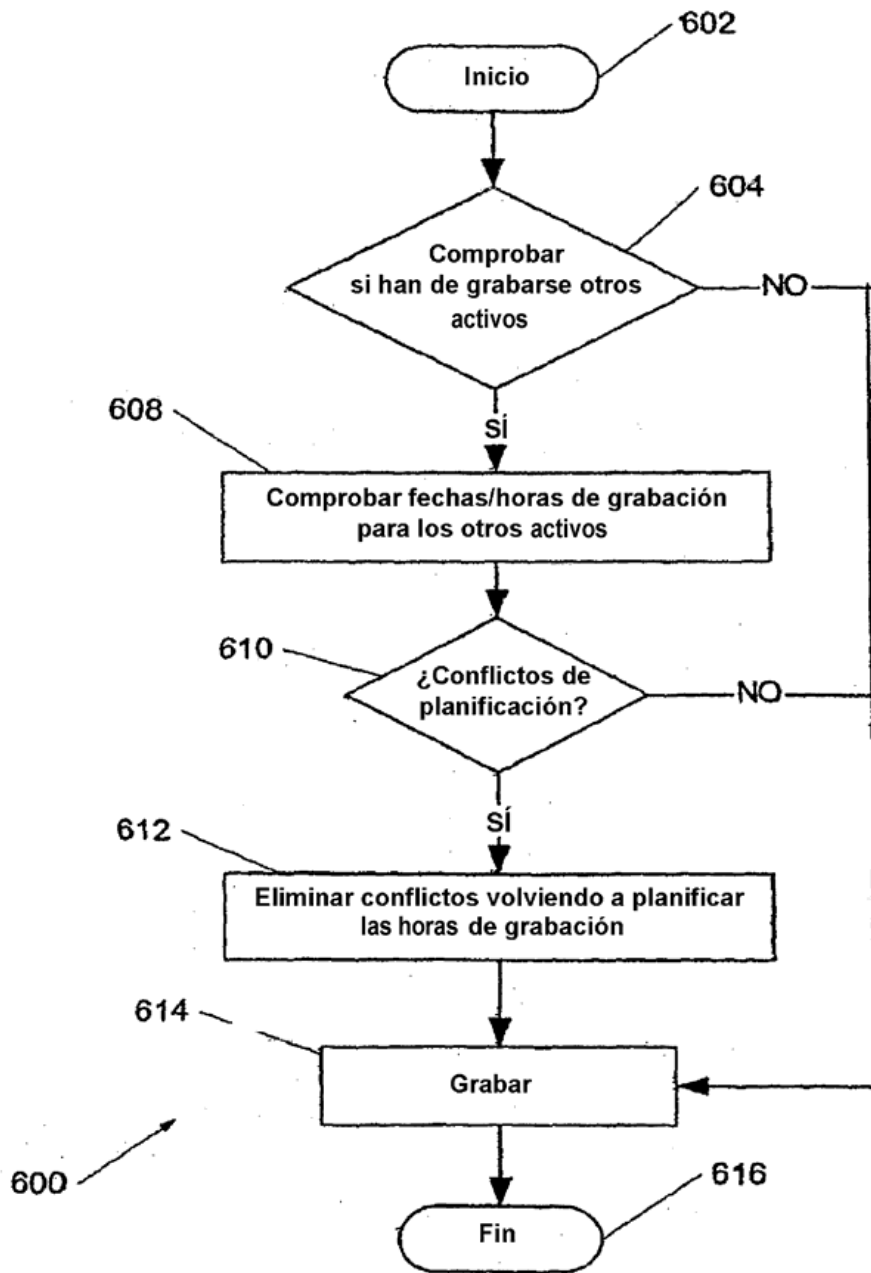 602
Inicio
604
Comprobar
si han de grabarse otros
activos
NO
608
SÍ
Comprobar fechas/horas de grabación
para los otros activos
610
¿Conflictos de
planificación?
NO
SÍ
612
Eliminar conflictos volviendo a planificar
las horas de grabación
614
Grabar
600
616
Fin